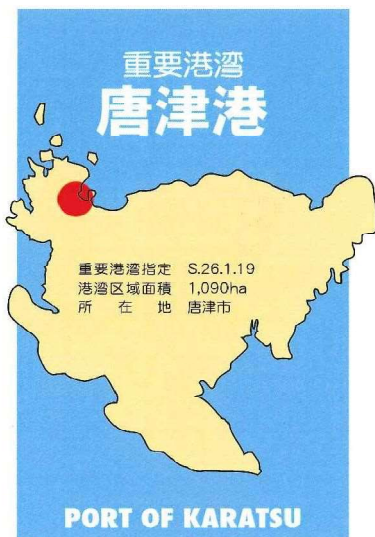 重要港湾
唐津港
重要港湾指定 S.26.1.19
港湾区域面積 1,090ha
所在地 唐津市
PORT OF KARATSU